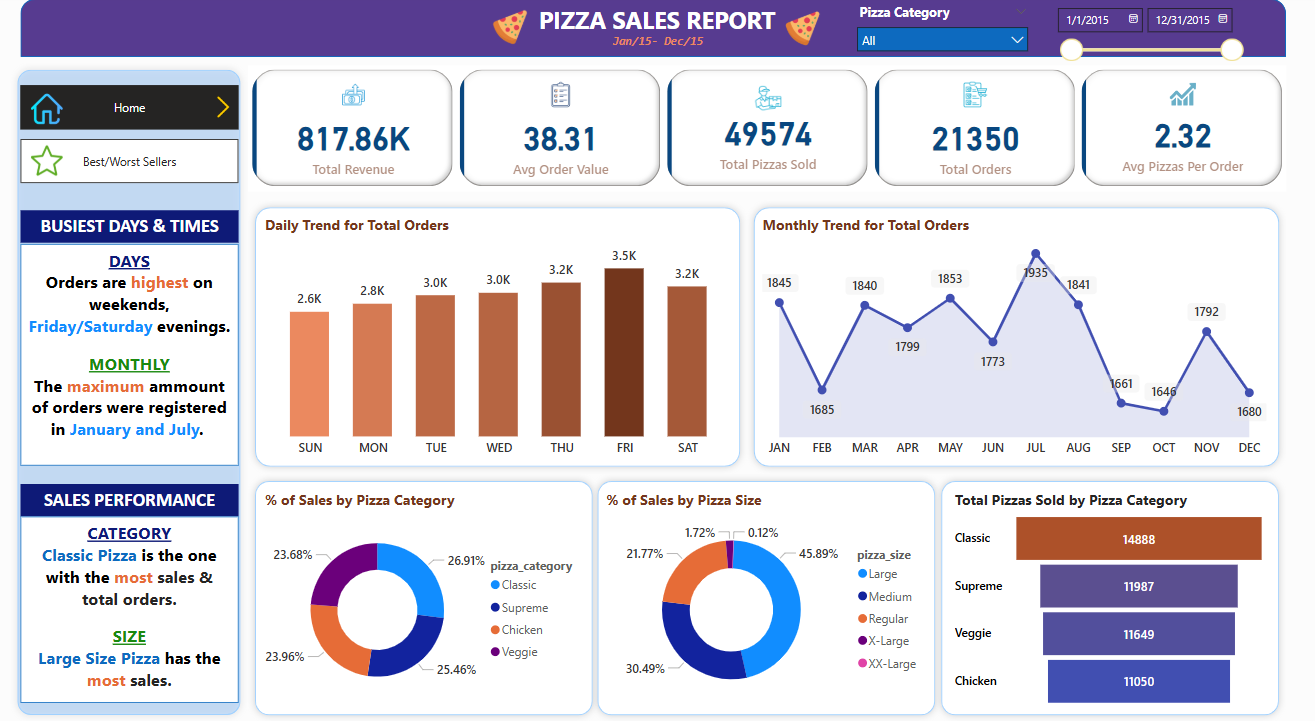 PIZZA SALES REPORT
Jan/15- Dec/15
Pizza Category
All
1/1/2015
12/31/2015
Home
Best/Worst Sellers
BUSIEST DAYS & TIMES
DAYS
Orders are highest on
weekends,
Friday/Saturday evenings.
MONTHLY
The maximum ammount
of orders were registered
in January and July.
SALES PERFORMANCE
CATEGORY
Classic Pizza is the one
with the most sales &
total orders.
SIZE
Large Size Pizza has the
most sales.
817.86K
Total Revenue
38.31
Avg Order Value
49574
Total Pizzas Sold
21350
Total Orders
2.32
Avg Pizzas Per Order
Daily Trend for Total Orders
2.6K
2.8K
3.0K
3.0K
3.2K
3.5K
3.2K
SUN MON TUE WED THU FRI SAT
Monthly Trend for Total Orders
1845
1685
1840
1799
1853
1773
1935
1841
1661
1646
1792
1680
JAN FEB MAR APR MAY JUN JUL AUG SEP OCT NOV DEC
% of Sales by Pizza Category
23.68%
26.91%
23.96%
25.46%
pizza_category
Classic
Supreme
Chicken
Veggie
% of Sales by Pizza Size
1.72%
0.12%
21.77%
45.89%
30.49%
pizza_size
Large
Medium
Regular
X-Large
XX-Large
Total Pizzas Sold by Pizza Category
Classic 14888
Supreme 11987
Veggie 11649
Chicken 11050